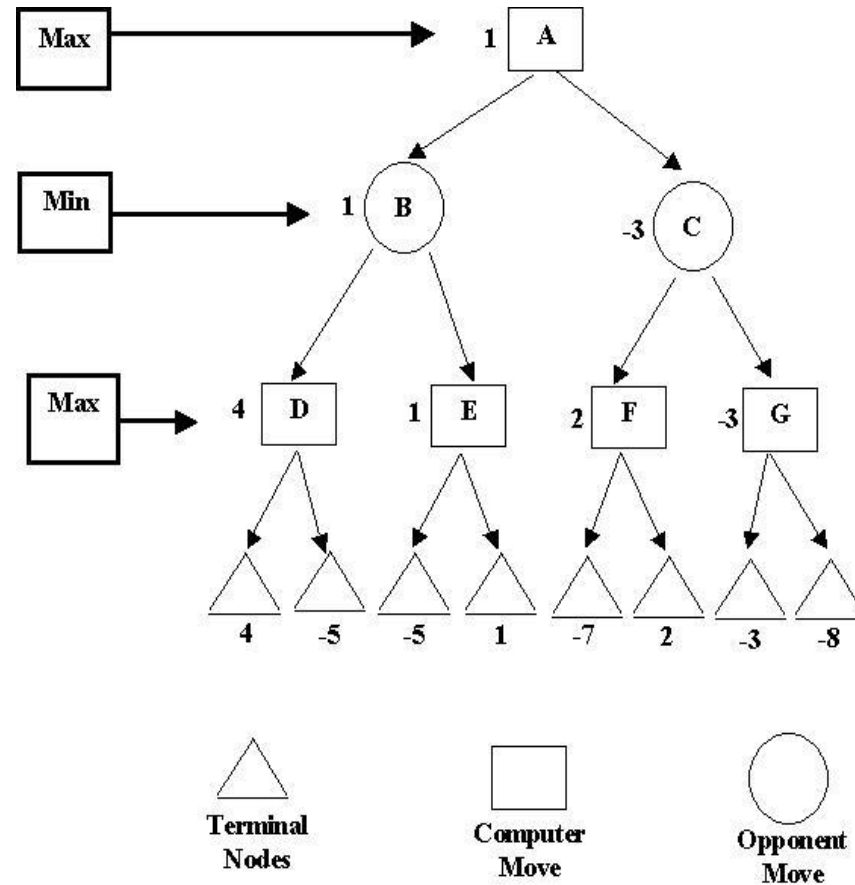 Max
1 A
Min
1 B
-3 C
Max
4 D
1 E
2 F
-3 G
4 -5 -5 1 -7 2 -3 -8
Terminal
Nodes
Computer
Move
Opponent
Move